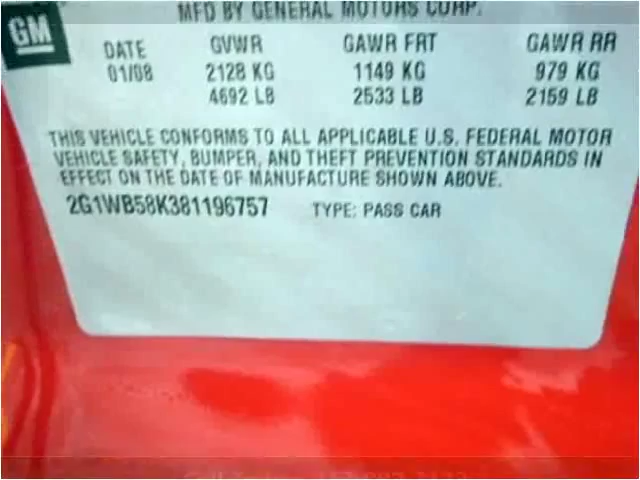 MFD BY GENERAL MOTORS CORP.
GM
DATE GVWR GAWR FRT GAWR RR
01/08 2128 KG 1149 KG 979 KG
4692 LB 2533 LB 2159 LB
THIS VEHICLE CONFORMS TO ALL APPLICABLE U.S. FEDERAL MOTOR
VEHICLE SAFETY, BUMPER, AND THEFT PREVENTION STANDARDS IN
EFFECT ON THE DATE OF MANUFACTURE SHOWN ABOVE.
2G1WB58K381196757 TYPE: PASS CAR